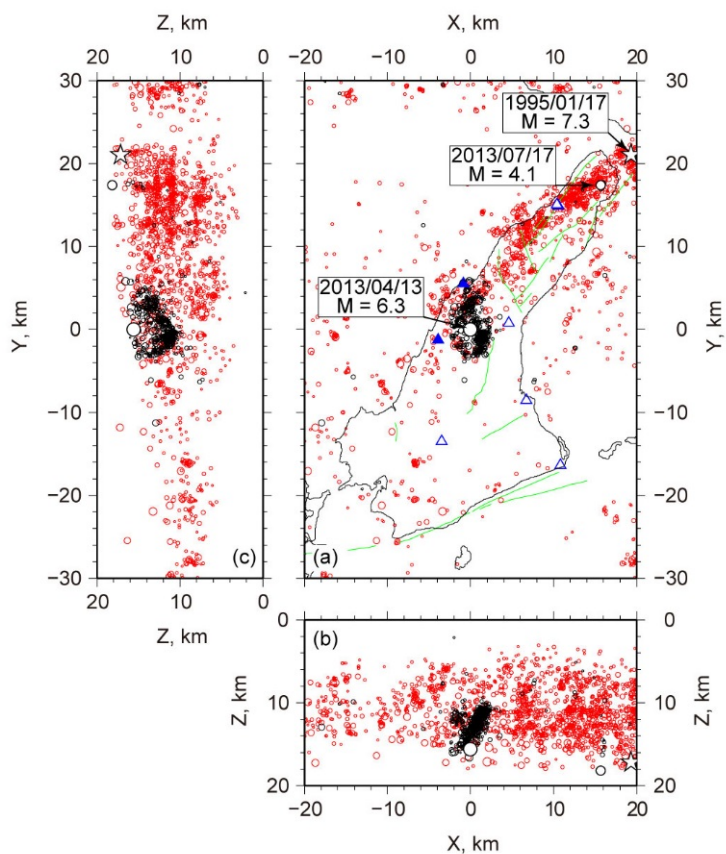 Z, km
X, km
20 10 0
−20 −10 0 10 20
30
20
10
0
−10
−20
−30
Y, km
(c)
20 10 0
Z, km
1995/01/17
M = 7.3
2013/07/17
M = 4.1
2013/04/13
M = 6.3
(a)
30
20
10
0
−10
−20
−30
Y, km
(b)
0
10
20
Z, km
0
10
20
Z, km
−20 −10 0 10 20
X, km